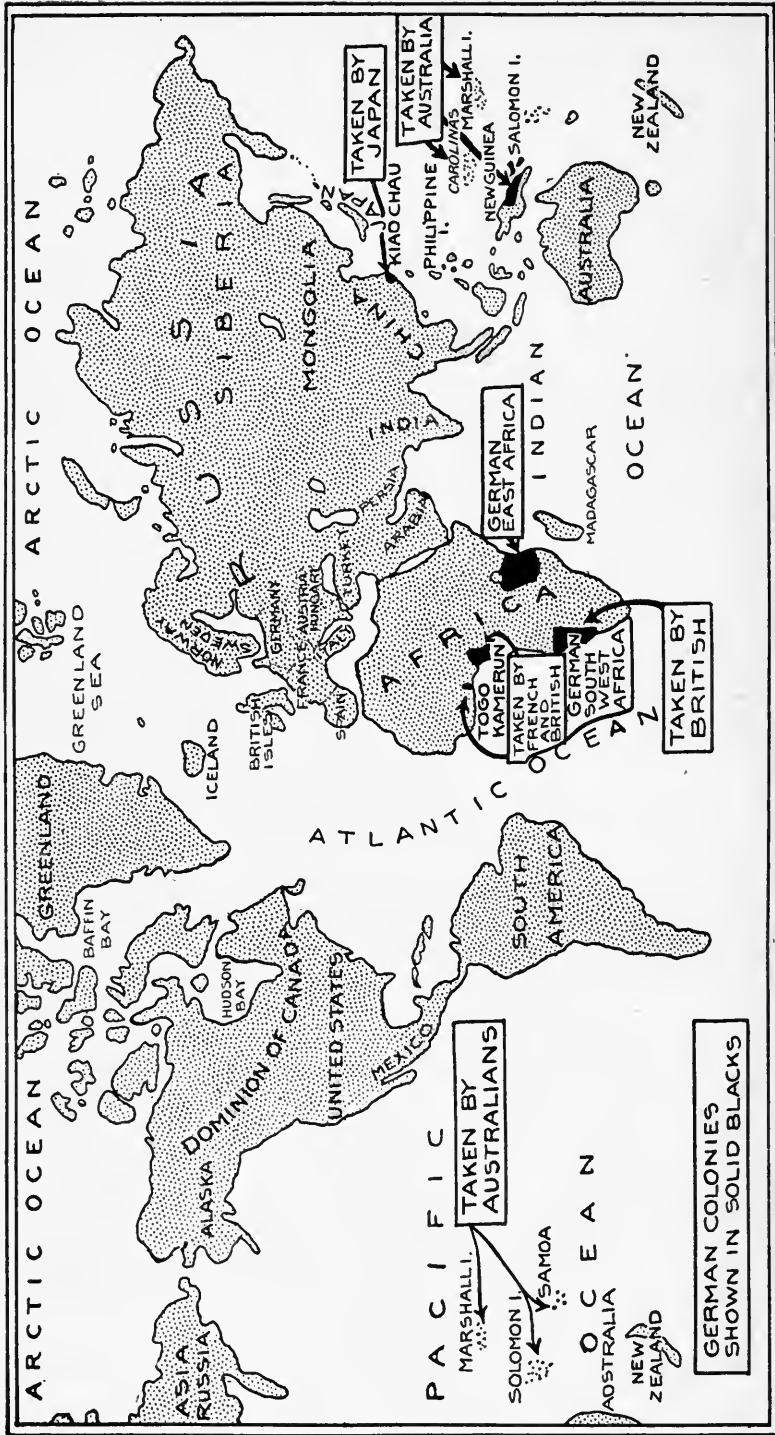 ARCTIC OCEAN
ARCTIC OCEAN
GREENLAND
GREENLAND
SEA
BAFFIN
BAY
ICELAND
ASIA
RUSSIA
ALASKA
DOMINION OF CANADA
HUDSON
BAY
UNITED STATES
MEXICO
NORWAY
SWEDEN
BRITISH
ISLES
GERMANY
FRANCE
AUSTRIA-
HUNGARY
SPAIN
TURKEY
RUSSIA
SIBERIA
MONGOLIA
CHINA
JAPAN
PERSIA
ARABIA
INDIA
TAKEN BY
JAPAN
KIAO CHAU
TAKEN BY
AUSTRALIA
PHILIPPINE
I.
CAROLINAS
MARSHALL I.
NEW GUINEA
SALOMON I.
AUSTRALIA
NEW
ZEALAND
ATLANTIC
OCEAN
AFRICA
TOGO
KAMERUN
TAKEN BY
FRENCH
AND
BRITISH
GERMAN
SOUTH
WEST
AFRICA
TAKEN BY
BRITISH
GERMAN
EAST AFRICA
INDIAN
OCEAN
MADAGASCAR
SOUTH
AMERICA
PACIFIC
OCEAN
TAKEN BY
AUSTRALIANS
MARSHALL I.
SOLOMON I.
SAMOA
AOSTRALIA
NEW
ZEALAND
GERMAN COLONIES
SHOWN IN SOLID BLACKS